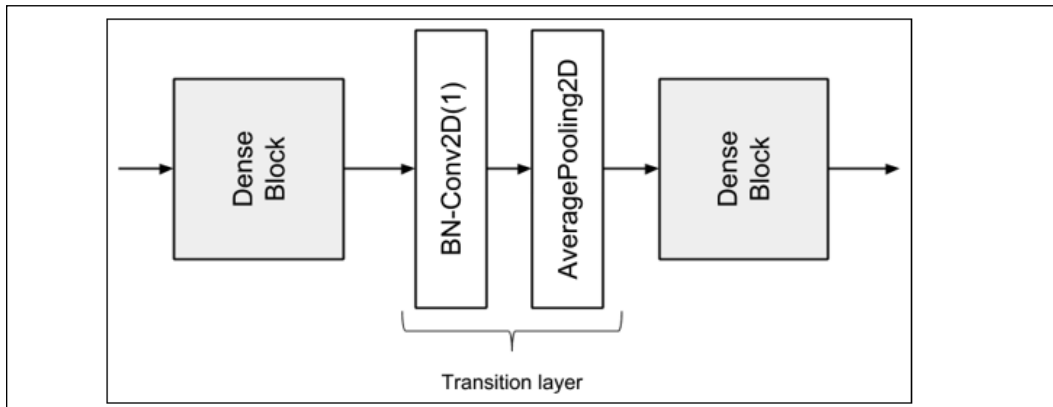 Dense
Block
BN-Conv2D(1)
AveragePooling2D
Dense
Block
Transition layer